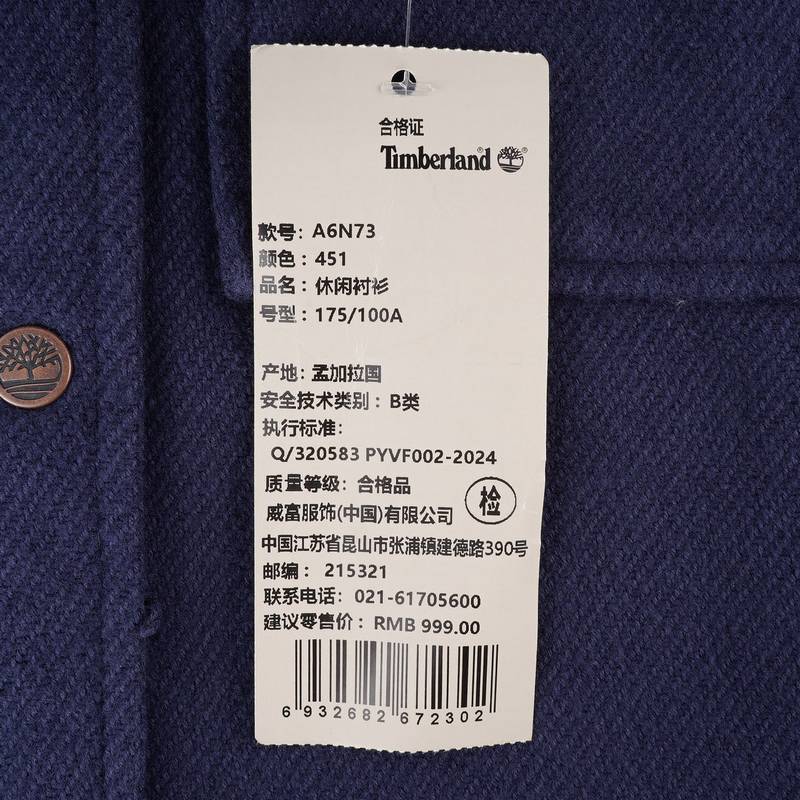 合格证
Timberland®
款号：A6N73
颜色：451
品名：休闲衬衫
号型：175/100A
产地：孟加拉国
安全技术类别：B类
执行标准：
Q/320583 PYVF002-2024
质量等级：合格品
检
威富服饰(中国)有限公司
中国江苏省昆山市张浦镇建德路390号
邮编：215321
联系电话：021-61705600
建议零售价：RMB 999.00
6 932682 672302